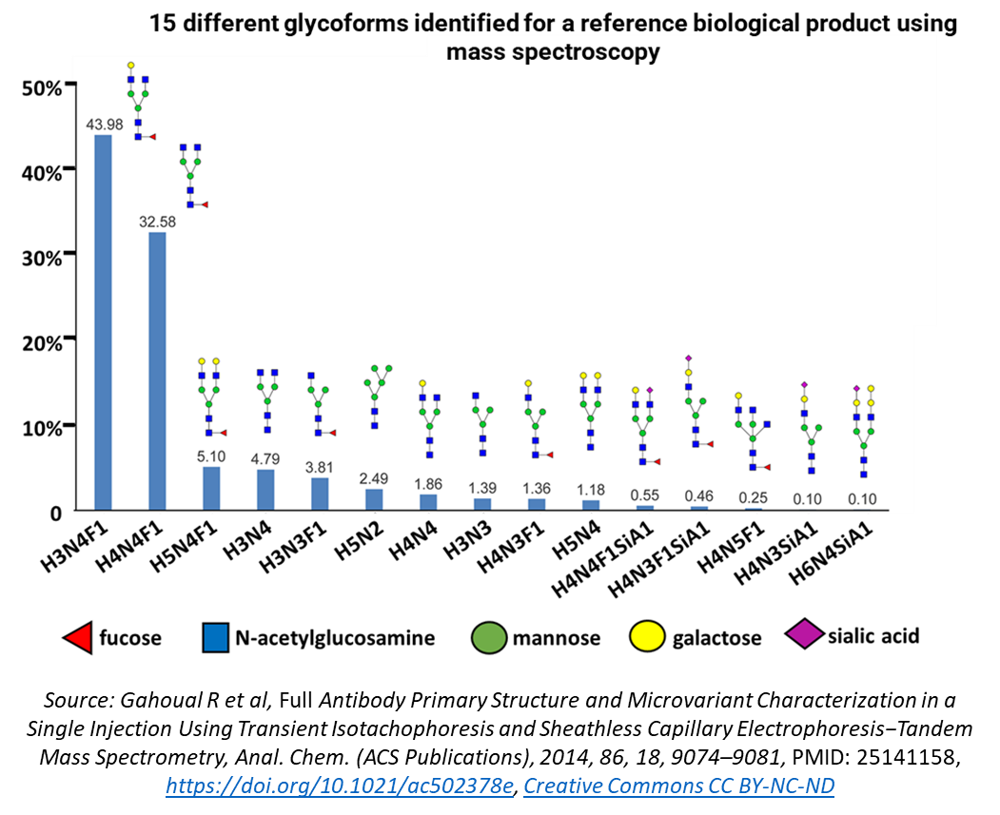 15 different glycoforms identified for a reference biological product using
mass spectroscopy
50%
40%
30%
20%
10%
0
43.98
32.58
5.10
4.79
3.81
2.49
1.86
1.39
1.36
1.18
0.55
0.46
0.25
0.10
0.10
H3N4F1
H4N4F1
H5N4F1
H3N4
H3N3F1
H5N2
H4N4
H3N3
H4N3F1
H5N4
H4N4F1SiA1
H4N3F1SiA1
H4N5F1
H4N3SiA1
H6N4SiA1
fucose
N-acetylglucosamine
mannose
galactose
sialic acid
Source: Gahoual R et al, Full Antibody Primary Structure and Microvariant Characterization in a
Single Injection Using Transient Isotachophoresis and Sheathless Capillary Electrophoresis–Tandem
Mass Spectrometry, Anal. Chem. (ACS Publications), 2014, 86, 18, 9074–9081, PMID: 25141158,
https://doi.org/10.1021/ac502378e, Creative Commons CC BY-NC-ND